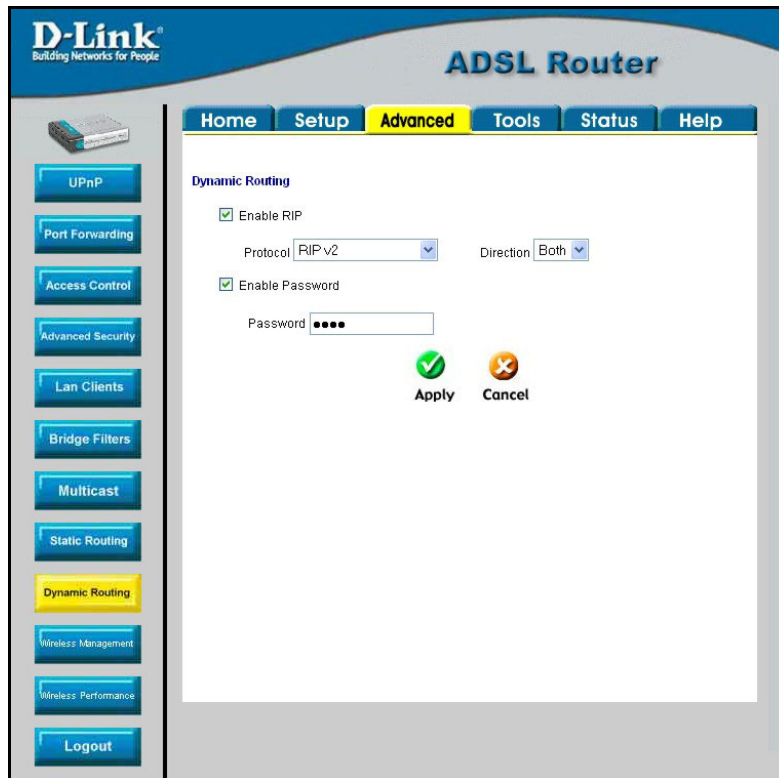 D-Link®
Building Networks for People
ADSL Router
Home Setup Advanced Tools Status Help
UPnP
Port Forwarding
Access Control
Advanced Security
Lan Clients
Bridge Filters
Multicast
Static Routing
Dynamic Routing
Wireless Management
Wireless Performance
Logout
Dynamic Routing
Enable RIP
Protocol RIP v2 Direction Both
Enable Password
Password ●●●●
Apply Cancel